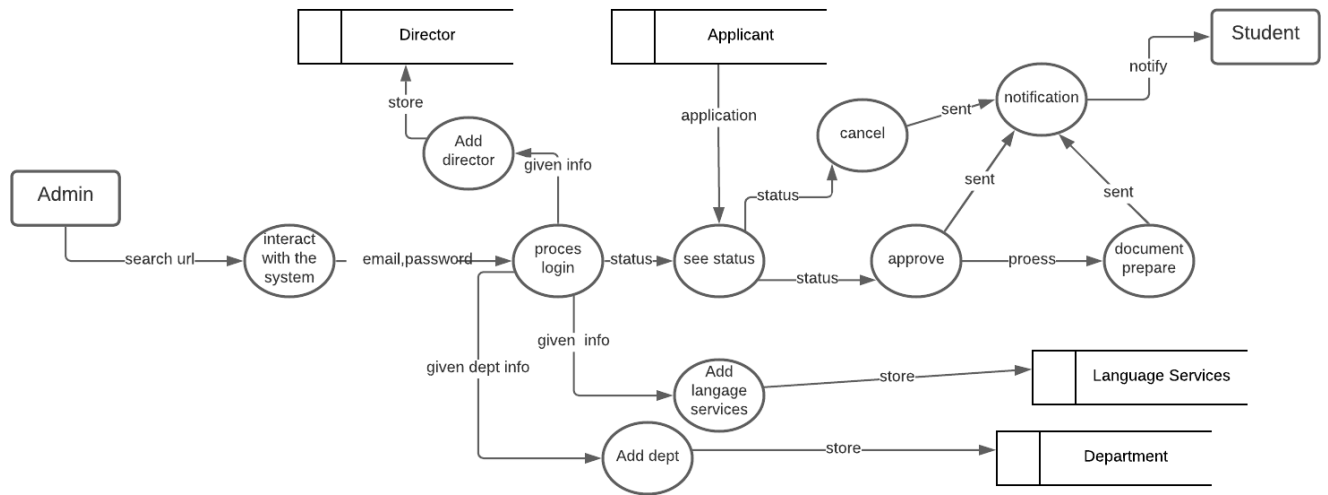 Director
Applicant
Student
notify
store
application
cancel
sent
notification
Add
director
given info
Admin
status
sent
sent
search url
interact
with the
system
email,password
proces
login
status
see status
status
approve
proess
document
prepare
given  info
given dept info
Add
langage
services
store
Language Services
Add dept
store
Department